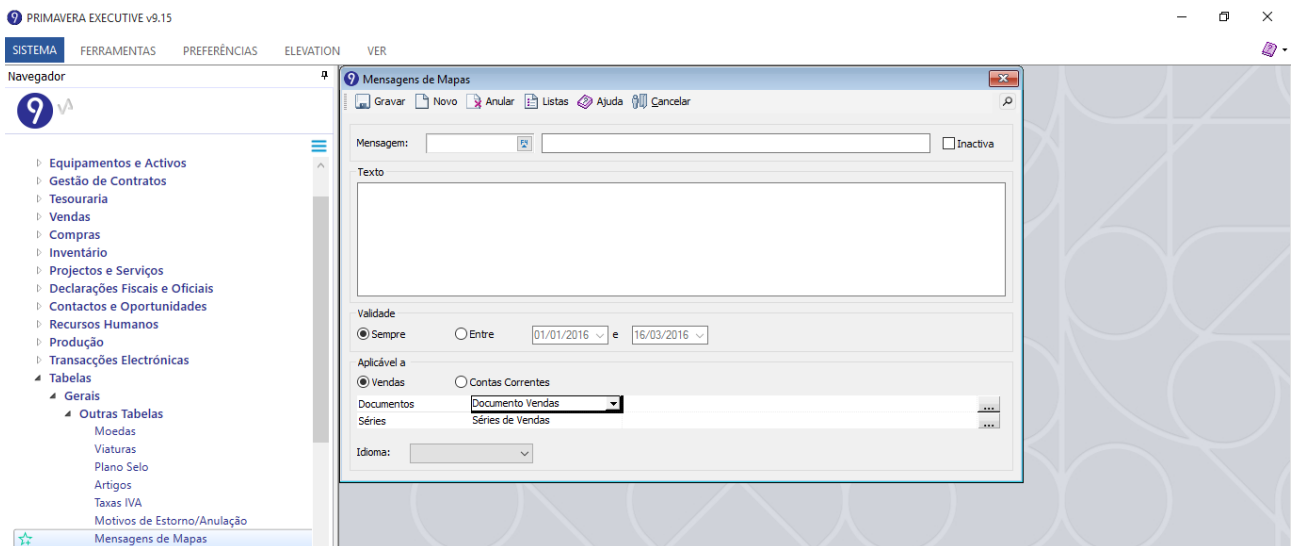 9 PRIMAVERA EXECUTIVE v9.15
SISTEMA FERRAMENTAS PREFERÊNCIAS ELEVATION VER
Navegador
9
Equipamentos e Activos
Gestão de Contratos
Tesouraria
Vendas
Compras
Inventário
Projectos e Serviços
Declarações Fiscais e Oficiais
Contactos e Oportunidades
Recursos Humanos
Produção
Transacções Electrónicas
Tabelas
Gerais
Outras Tabelas
Moedas
Viaturas
Plano Selo
Artigos
Taxas IVA
Motivos de Estorno/Anulação
Mensagens de Mapas
9 Mensagens de Mapas
Gravar Novo Anular Listas Ajuda Cancelar
Mensagem: Inactiva
Texto
Validade
Sempre Entre 01/01/2016 e 16/03/2016
Aplicável a
Vendas Contas Correntes
Documentos Documento Vendas ...
Séries Séries de Vendas ...
Idioma: